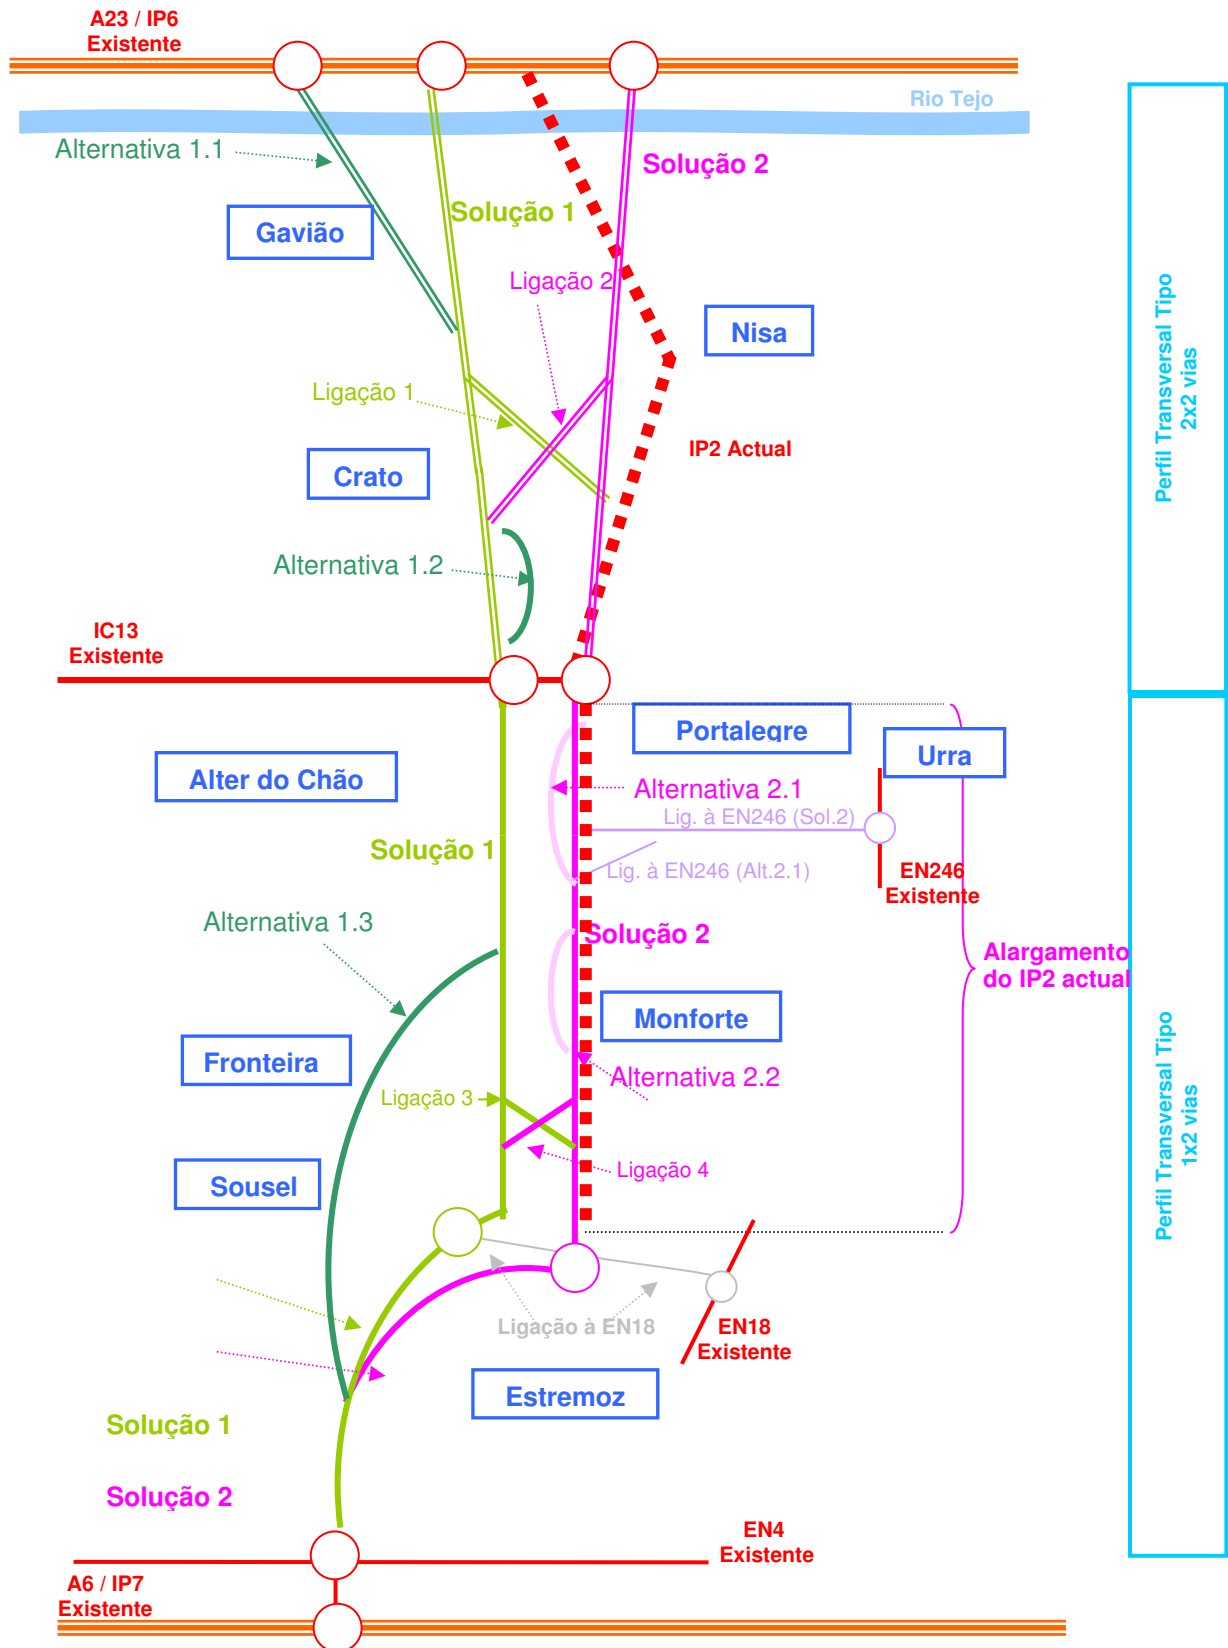 A23 / IP6
Existente
Rio Tejo
Alternativa 1.1
Solução 2
Solução 1
Gavião
Ligação 2
Nisa
Ligação 1
IP2 Actual
Crato
Alternativa 1.2
Perfil Transversal Tipo
2x2 vias
IC13
Existente
Portalegre
Urra
Alter do Chão
Alternativa 2.1
Lig. à EN246 (Sol.2)
Solução 1
Lig. à EN246 (Alt.2.1)
EN246
Existente
Alternativa 1.3
Solução 2
Alargamento
do IP2 actual
Monforte
Fronteira
Alternativa 2.2
Ligação 3
Perfil Transversal Tipo
1x2 vias
Ligação 4
Sousel
Ligação à EN18
EN18
Existente
Estremoz
Solução 1
Solução 2
EN4
Existente
A6 / IP7
Existente